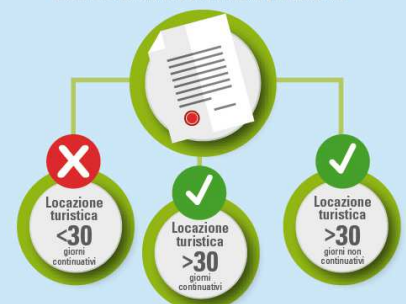 Locazione
turistica
<30
giorni
continuativi
Locazione
turistica
>30
giorni
continuativi
Locazione
turistica
>30
giorni non
continuativi